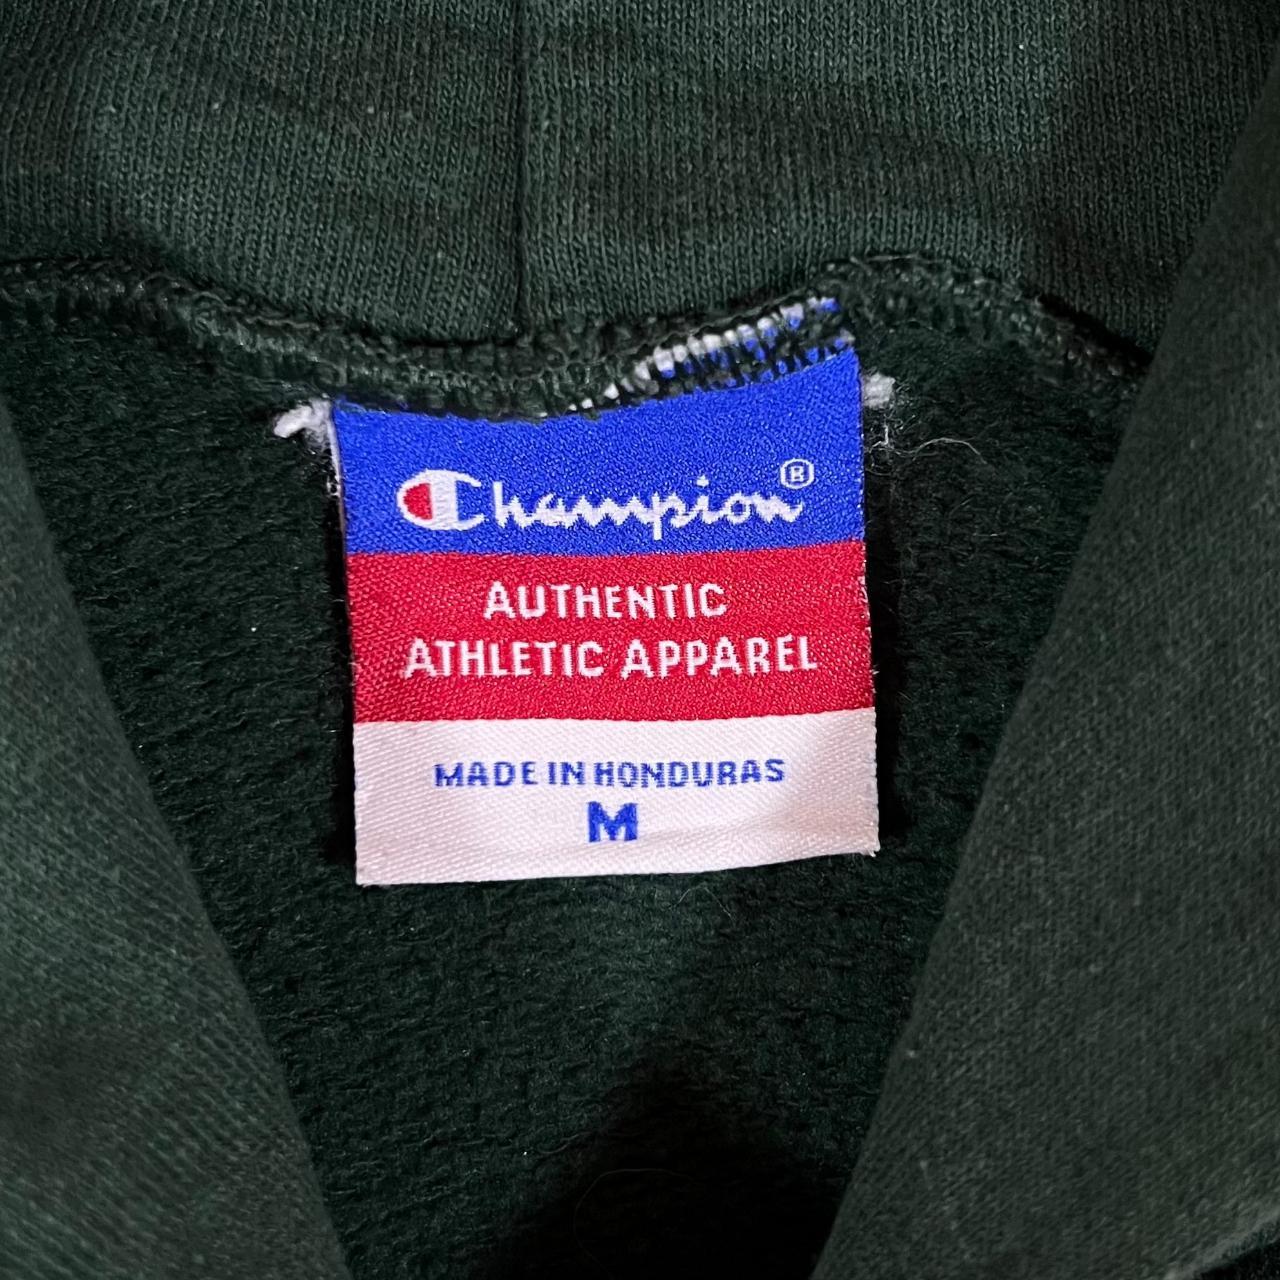 Champion®
AUTHENTIC
ATHLETIC APPAREL
MADE IN HONDURAS
M